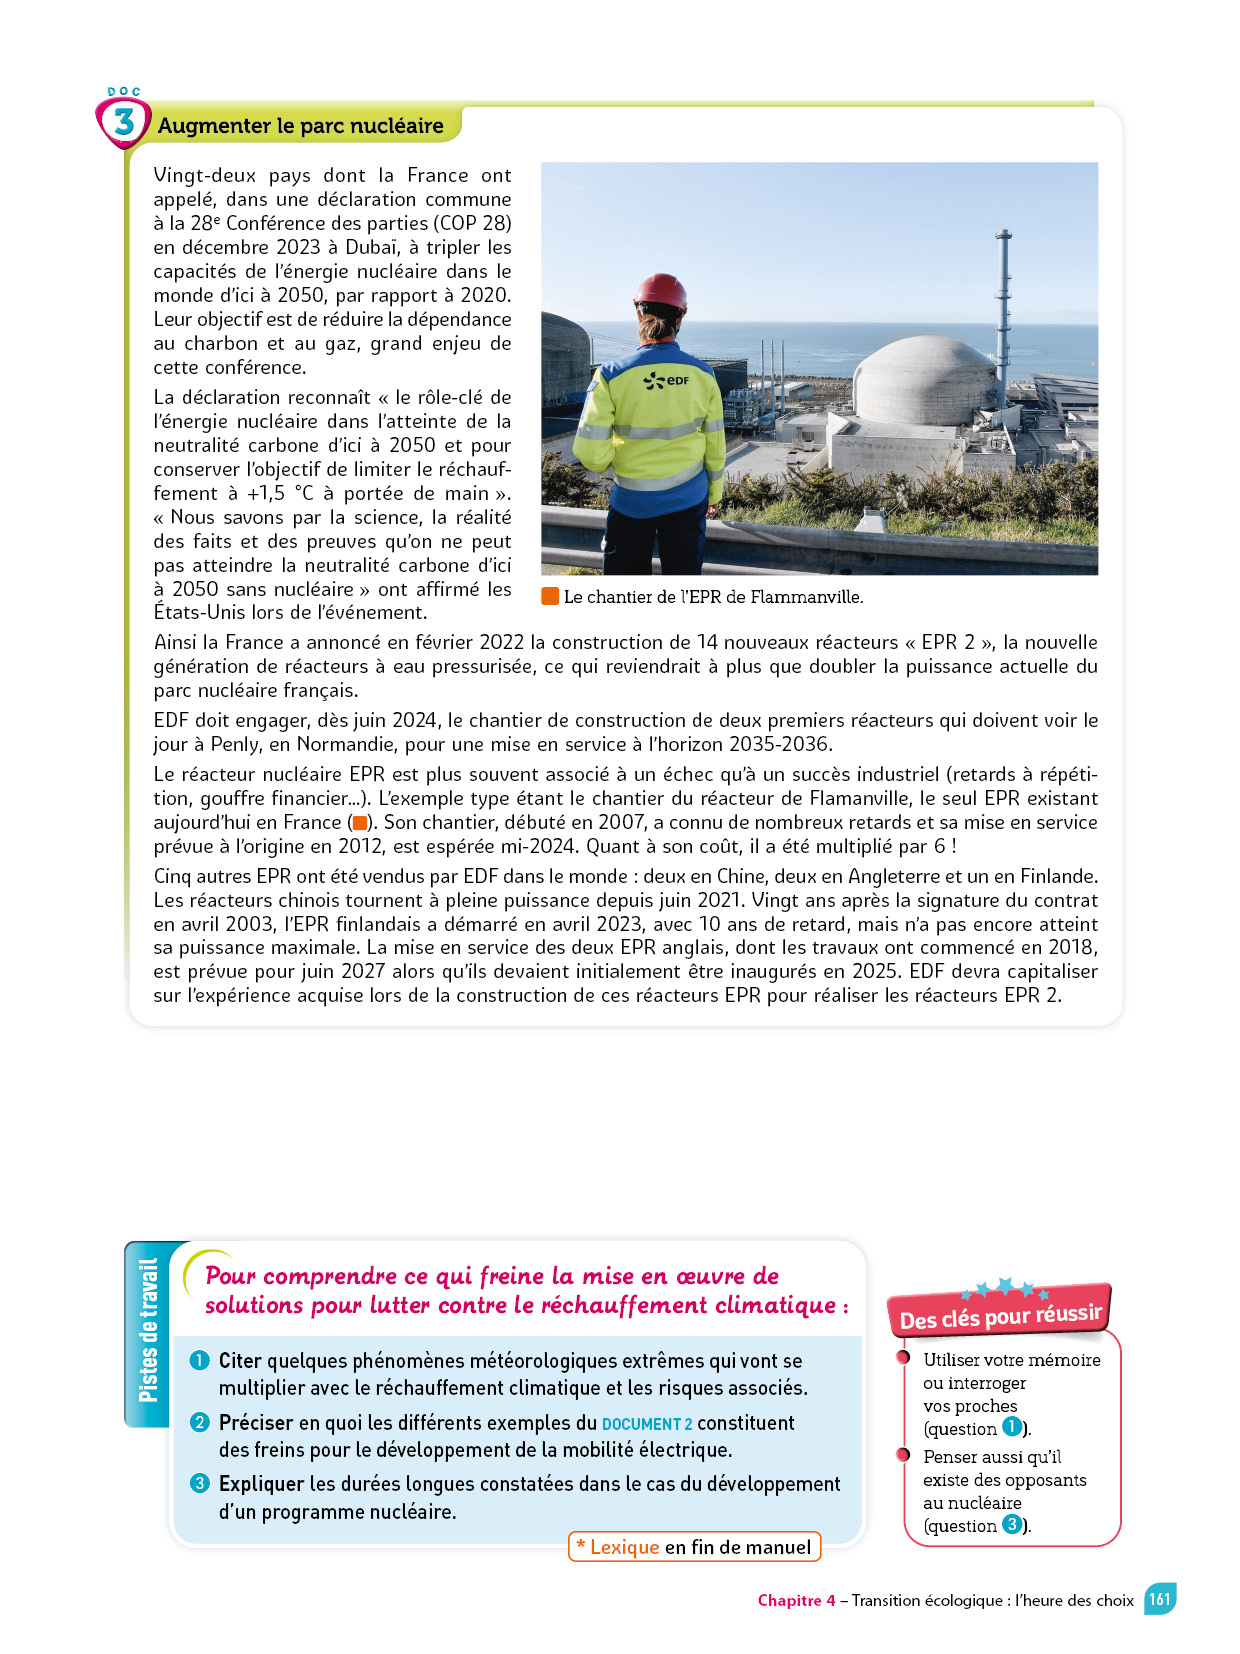 DOC
3
Augmenter le parc nucléaire
Vingt-deux pays dont la France ont
appelé, dans une déclaration commune
à la 28e Conférence des parties (COP 28)
en décembre 2023 à Dubaï, à tripler les
capacités de l’énergie nucléaire dans le
monde d’ici à 2050, par rapport à 2020.
Leur objectif est de réduire la dépendance
au charbon et au gaz, grand enjeu de
cette conférence.
La déclaration reconnaît « le rôle-clé de
l’énergie nucléaire dans l’atteinte de la
neutralité carbone d’ici à 2050 et pour
conserver l’objectif de limiter le réchauf-
fement à +1,5 °C à portée de main ».
« Nous savons par la science, la réalité
des faits et des preuves qu’on ne peut
pas atteindre la neutralité carbone d’ici
à 2050 sans nucléaire » ont affirmé les
États-Unis lors de l’événement.
eDF
Le chantier de l’EPR de Flammanville.
Ainsi la France a annoncé en février 2022 la construction de 14 nouveaux réacteurs « EPR 2 », la nouvelle
génération de réacteurs à eau pressurisée, ce qui reviendrait à plus que doubler la puissance actuelle du
parc nucléaire français.
EDF doit engager, dès juin 2024, le chantier de construction de deux premiers réacteurs qui doivent voir le
jour à Penly, en Normandie, pour une mise en service à l’horizon 2035-2036.
Le réacteur nucléaire EPR est plus souvent associé à un échec qu’à un succès industriel (retards à répéti-
tion, gouffre financier...). L’exemple type étant le chantier du réacteur de Flamanville, le seul EPR existant
aujourd’hui en France (). Son chantier, débuté en 2007, a connu de nombreux retards et sa mise en service
prévue à l’origine en 2012, est espérée mi-2024. Quant à son coût, il a été multiplié par 6 !
Cinq autres EPR ont été vendus par EDF dans le monde : deux en Chine, deux en Angleterre et un en Finlande.
Les réacteurs chinois tournent à pleine puissance depuis juin 2021. Vingt ans après la signature du contrat
en avril 2003, l’EPR finlandais a démarré en avril 2023, avec 10 ans de retard, mais n’a pas encore atteint
sa puissance maximale. La mise en service des deux EPR anglais, dont les travaux ont commencé en 2018,
est prévue pour juin 2027 alors qu’ils devaient initialement être inaugurés en 2025. EDF devra capitaliser
sur l’expérience acquise lors de la construction de ces réacteurs EPR pour réaliser les réacteurs EPR 2.
Pistes de travail
Pour comprendre ce qui freine la mise en œuvre de
solutions pour lutter contre le réchauffement climatique :
1 Citer quelques phénomènes météorologiques extrêmes qui vont se
multiplier avec le réchauffement climatique et les risques associés.
2 Préciser en quoi les différents exemples du DOCUMENT 2 constituent
des freins pour le développement de la mobilité électrique.
3 Expliquer les durées longues constatées dans le cas du développement
d’un programme nucléaire.
* Lexique en fin de manuel
Des clés pour réussir
Utiliser votre mémoire
ou interroger
vos proches
(question 1).
Penser aussi qu’il
existe des opposants
au nucléaire
(question 3).
Chapitre 4 – Transition écologique : l’heure des choix 161